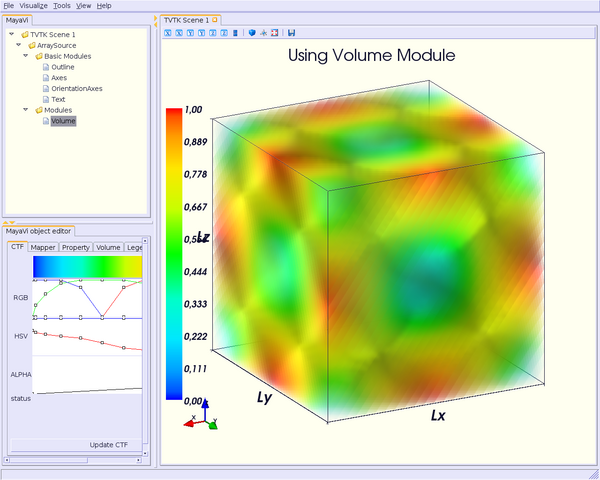 File Visualize Tools View Help
MayaVi
TVTK Scene 1
ArraySource
Basic Modules
Outline
Axes
OrientationAxes
Text
Modules
Volume
MayaVi object editor
CTF Mapper Property Volume Lege
RGB
HSV
ALPHA
status
Update CTF
TVTK Scene 1
Using Volume Module
1,00
0,889
0,778
0,667
Lz
0,444
0,333
0,222
0,111
0,00
Ly
Lx